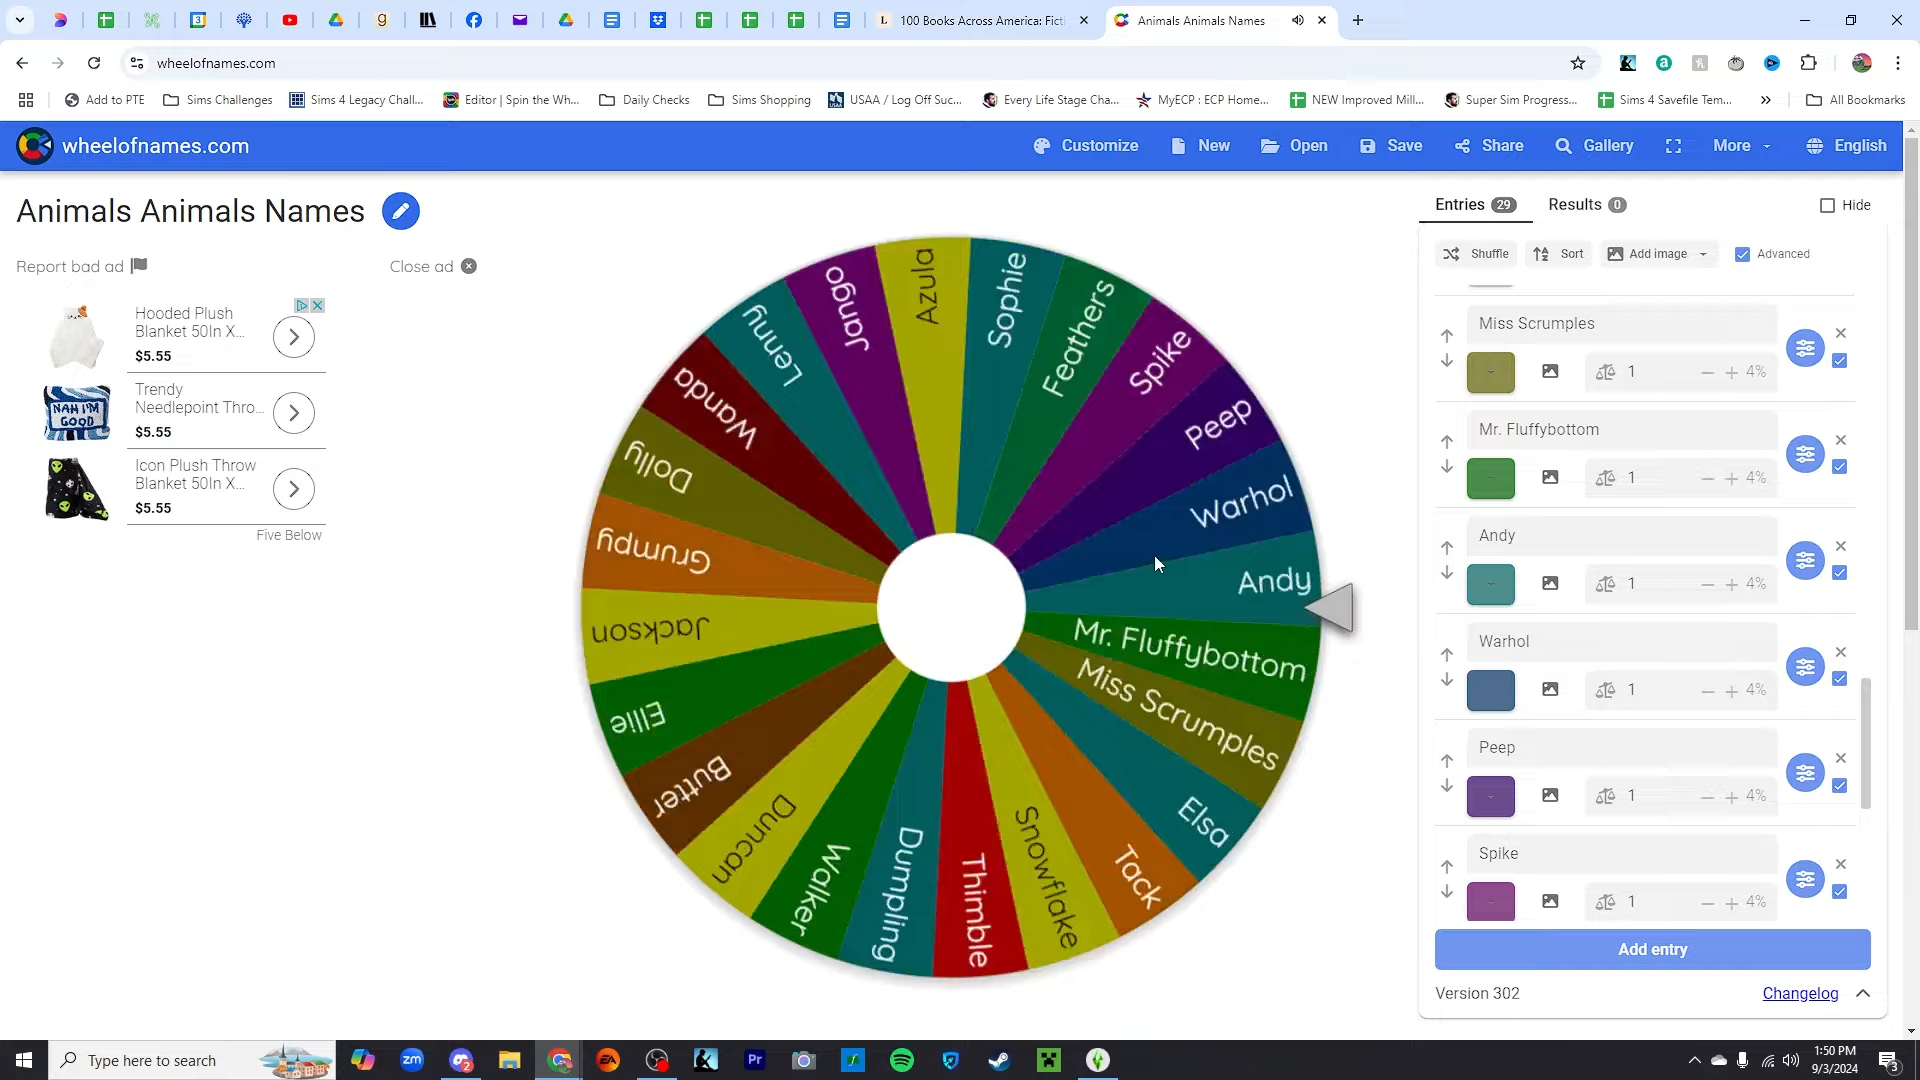 100 Books Across America: Ficti
Animals Animals Names
wheelofnames.com
Add to PTE
Sims Challenges
Sims 4 Legacy Chall...
Editor | Spin the Wh...
Daily Checks
Sims Shopping
USAA / Log Off Suc...
Every Life Stage Cha...
MyECP : ECP Home...
NEW Improved Mill...
Super Sim Progress...
Sims 4 Savefile Tem...
All Bookmarks
wheelofnames.com
Customize
New
Open
Save
Share
Gallery
More
English
Animals Animals Names
Report bad ad
Close ad
Hooded Plush
Blanket 50In X...
$5.55
Trendy
Needlepoint Thro...
$5.55
NAH I'M
GOOD
Icon Plush Throw
Blanket 50In X...
$5.55
Five Below
Azula
Sophie
Feathers
Spike
Peep
Warhol
Andy
Mr. Fluffybottom
Miss Scrumples
Elsa
Tack
Snowflake
Thimble
Dumpling
Walker
Duncan
Butter
Ellie
Jackson
Grumpy
Dolly
Wanda
Lenny
Jango
Entries 29
Results 0
Hide
Shuffle
Sort
Add image
Advanced
Miss Scrumples
1
4%
Mr. Fluffybottom
1
4%
Andy
1
4%
Warhol
1
4%
Peep
1
4%
Spike
1
4%
Add entry
Version 302
Changelog
Type here to search
1:50 PM
9/3/2024